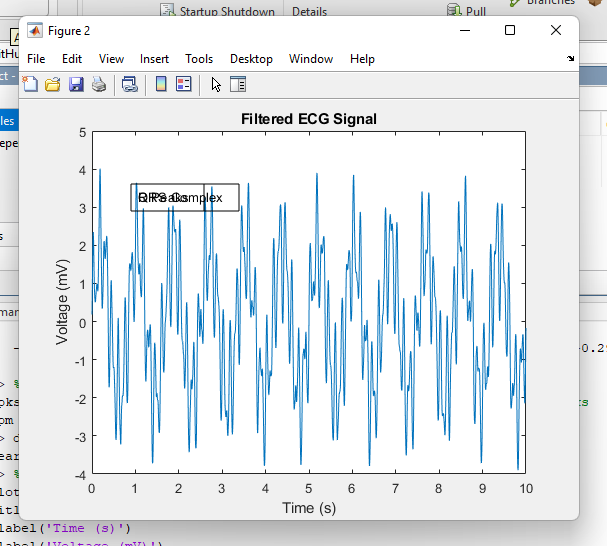 Startup Shutdown
Details
Pull
Branches
Figure 2
File Edit View Insert Tools Desktop Window Help
Filtered ECG Signal
5
4
3
2
1
0
-1
-2
-3
-4
R Peaks
QRS Complex
Voltage (mV)
0 1 2 3 4 5 6 7 8 9 10
Time (s)
label('Time (s)')
label('Voltage (mV)')